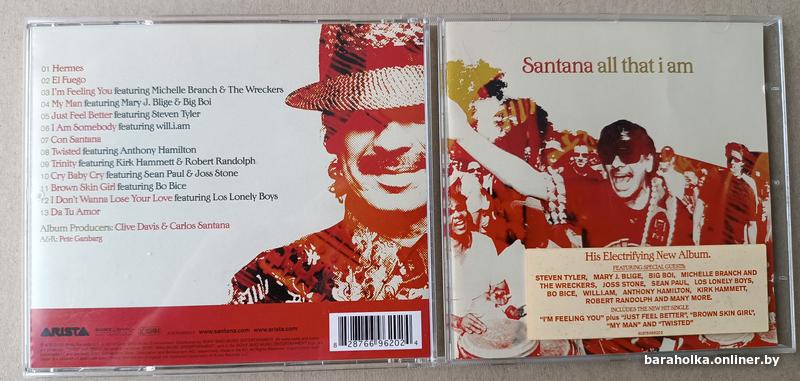 01 Hermes
02 El Fuego
03 I'm Feeling You featuring Michelle Branch & The Wreckers
04 My Man featuring Mary J. Blige & Big Boi
05 Just Feel Better featuring Steven Tyler
06 I Am Somebody featuring will.i.am
07 Con Santana
08 Twisted featuring Anthony Hamilton
09 Trinity featuring Kirk Hammett & Robert Randolph
10 Cry Baby Cry featuring Sean Paul & Joss Stone
11 Brown Skin Girl featuring Bo Bice
12 I Don't Wanna Lose Your Love featuring Los Lonely Boys
13 Da Tu Amor
Album Producers: Clive Davis & Carlos Santana
A&R: Pete Ganbarg
ARISTA
www.santana.com www.arista.com
8 28766 96202 4
Santana all that i am
His Electrifying New Album.
FEATURING SPECIAL GUESTS:
STEVEN TYLER, MARY J. BLIGE, BIG BOI, MICHELLE BRANCH AND
THE WRECKERS, JOSS STONE, SEAN PAUL, LOS LONELY BOYS,
BO BICE, WILL.I.AM, ANTHONY HAMILTON, KIRK HAMMETT,
ROBERT RANDOLPH AND MANY MORE.
INCLUDES THE NEW HIT SINGLE
"I'M FEELING YOU" plus "JUST FEEL BETTER", "BROWN SKIN GIRL",
"MY MAN" AND "TWISTED"
baraholka.onliner.by